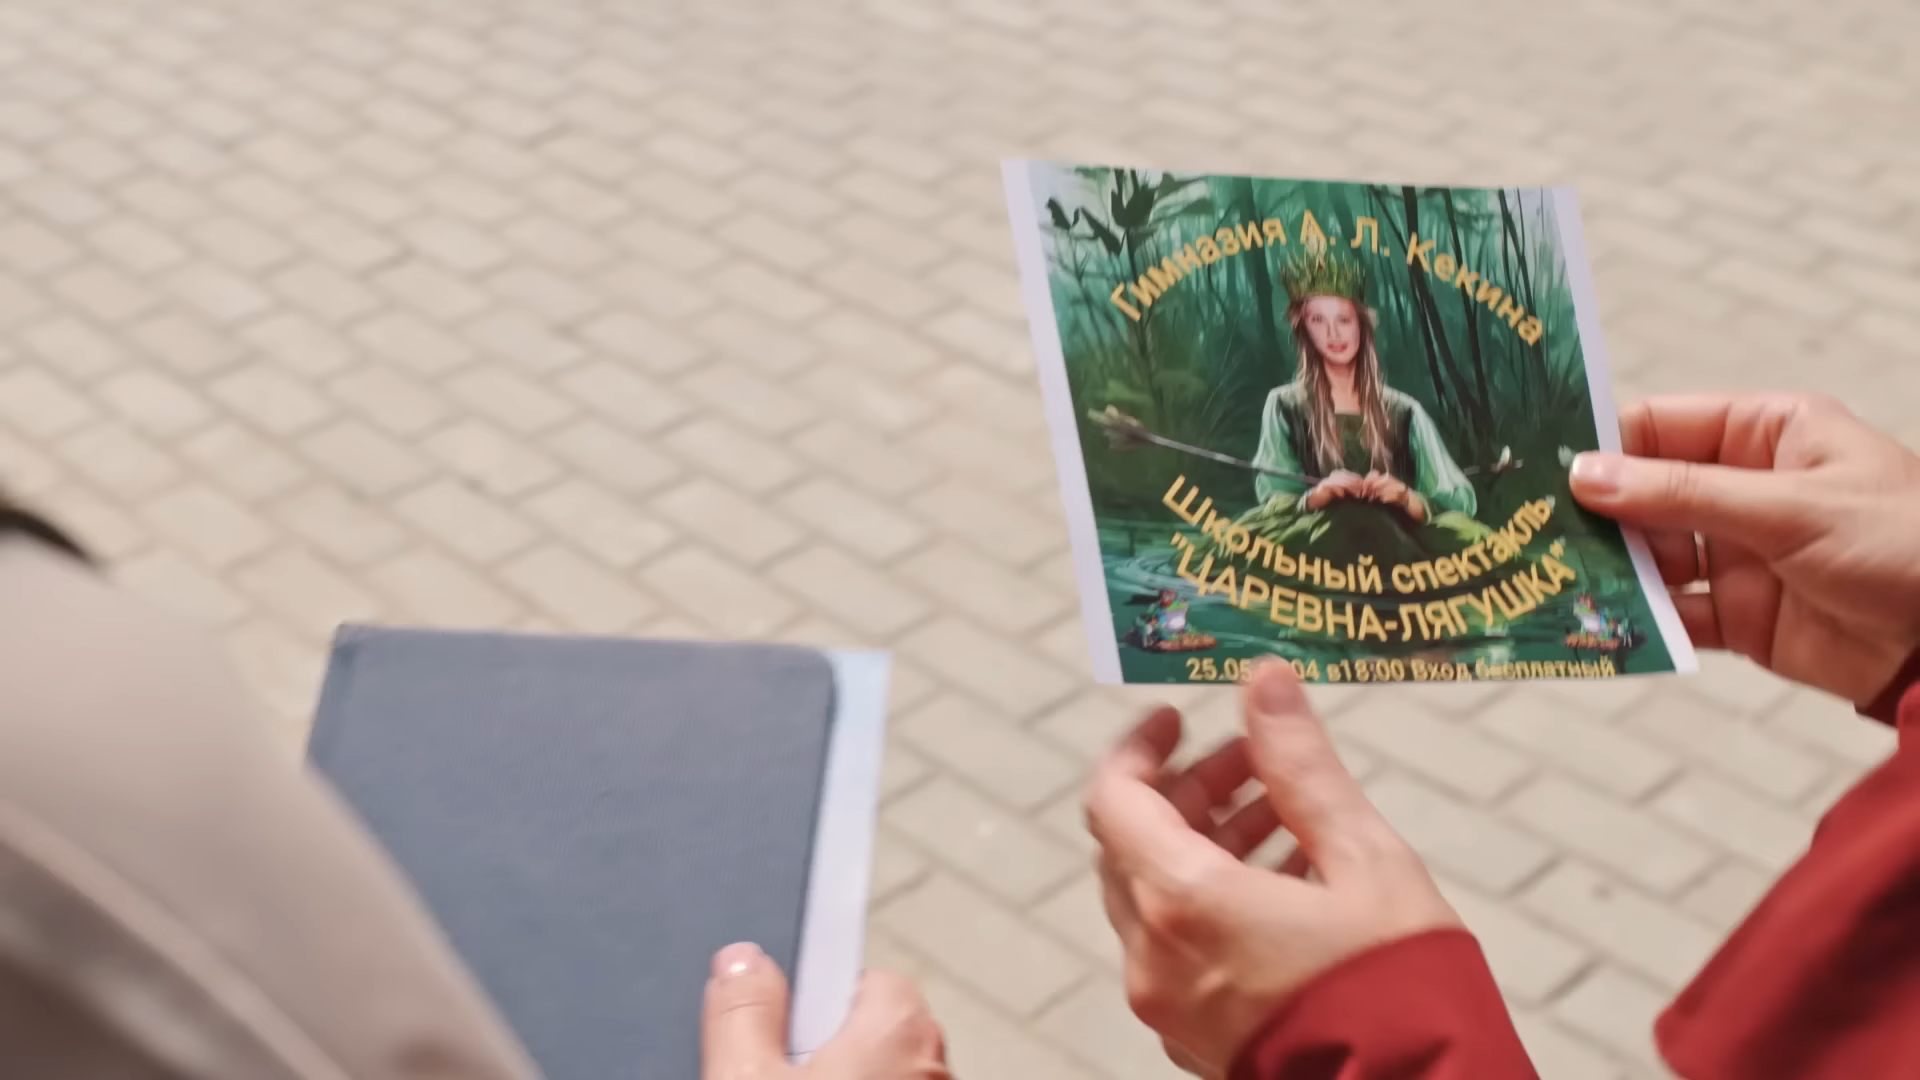 Гимназия А. Л. Кекина
Школьный спектакль
"ЦАРЕВНА-ЛЯГУШКА"
в18:00 Вход бесплатный